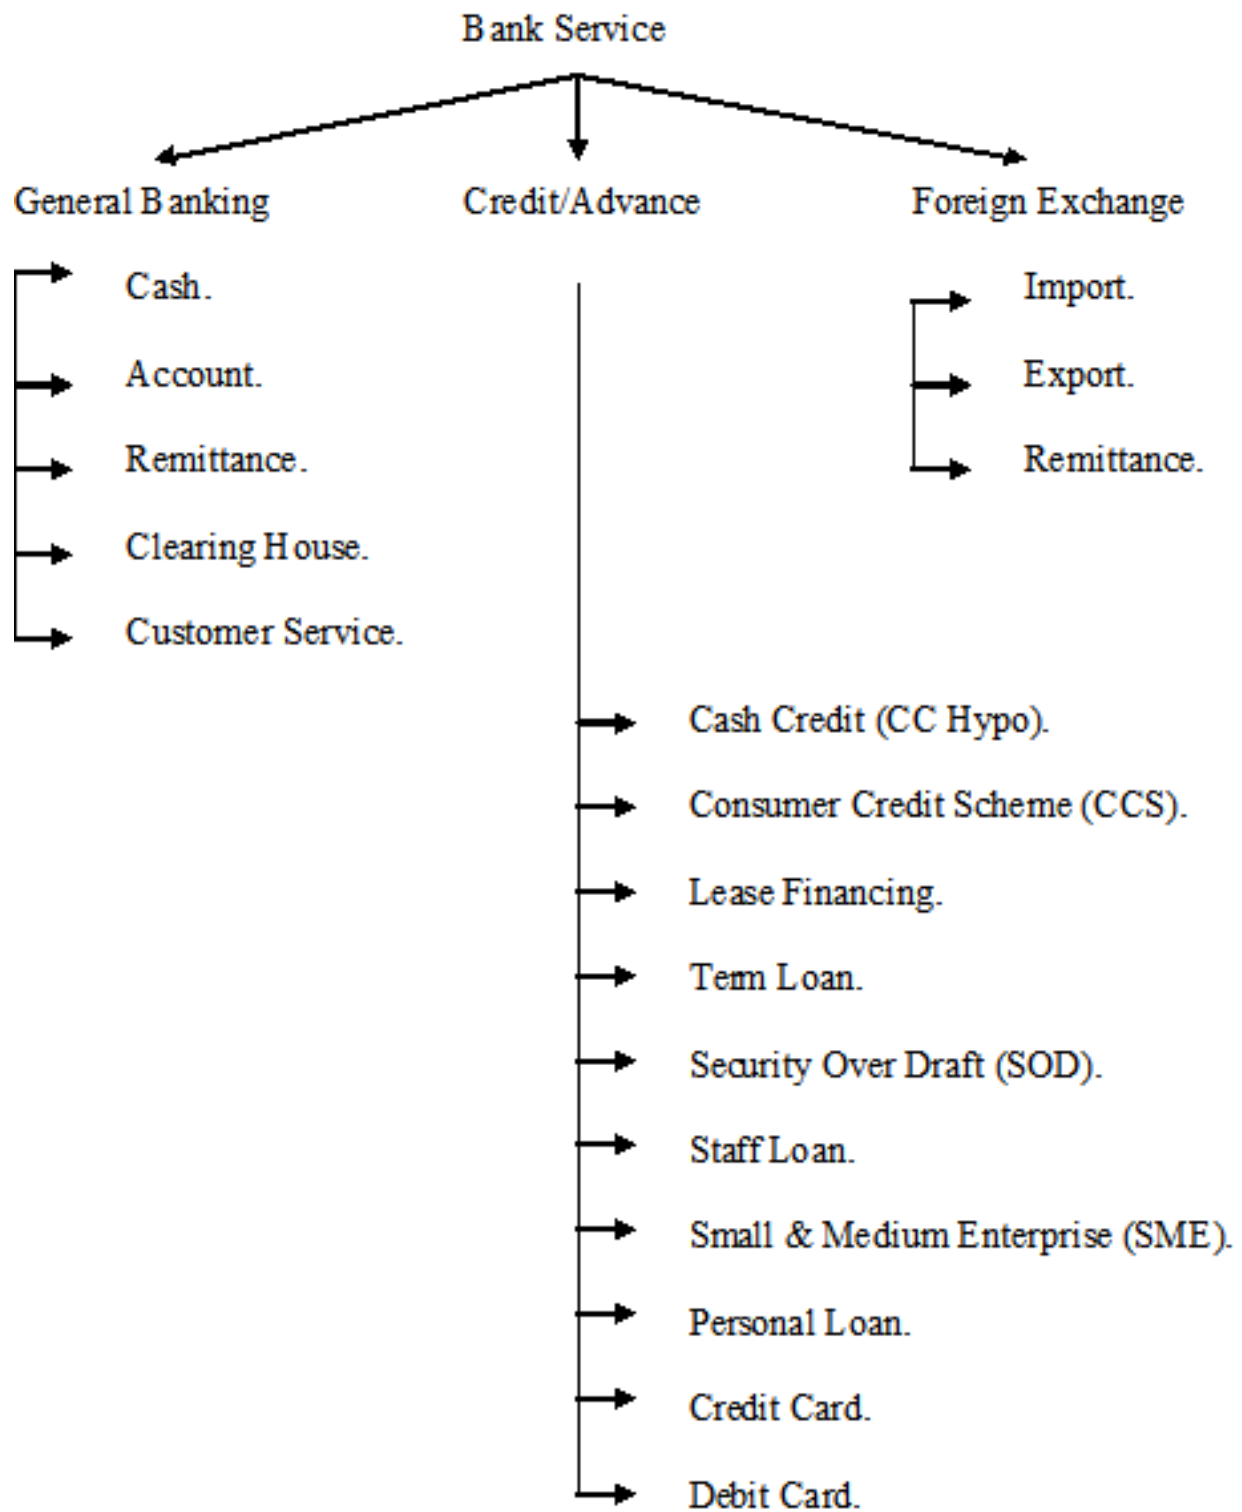 Bank Service
General Banking
Credit/Advance
Foreign Exchange
Cash.
Account.
Remittance.
Clearing House.
Customer Service.
Import.
Export.
Remittance.
Cash Credit (CC Hypo).
Consumer Credit Scheme (CCS).
Lease Financing.
Term Loan.
Security Over Draft (SOD).
Staff Loan.
Small & Medium Enterprise (SME).
Personal Loan.
Credit Card.
Debit Card.